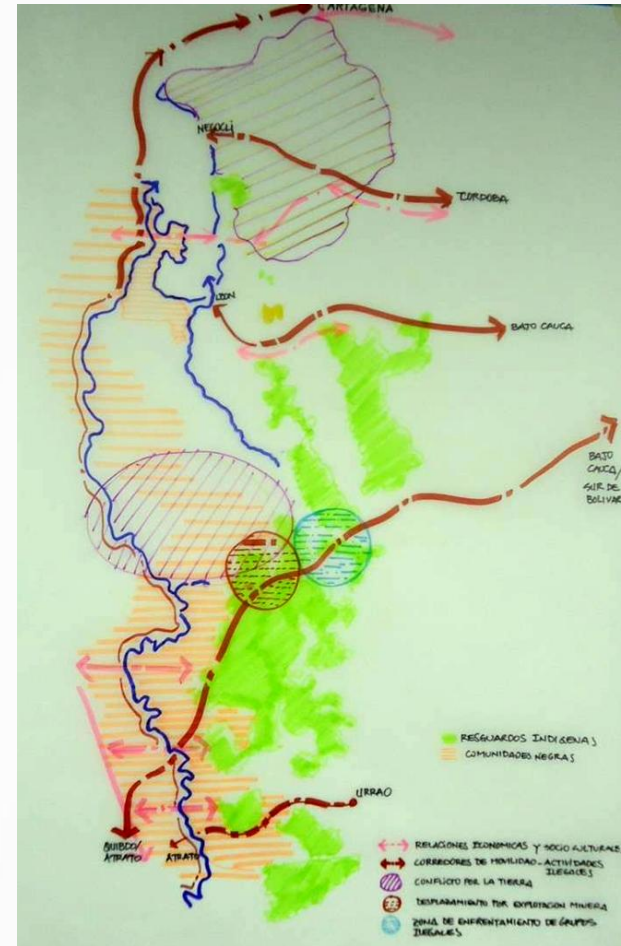 CARTAGENA
NEGOCLI
CORDOBA
LEON
BAJO CAUCA
BAJO
CAUCA/
SUR DE
BOLIVAR
RESGUARDOS INDIGENAS
COMUNIDADES NEGRAS
URRAO
QUIBDO/
ATRATO
ATRATO
RELACIONES ECONOMICAS Y SOCIO CULTURALES
CORREDORES DE MOVILIDAD - ACTIVIDADES
ILEGALES
CONFLICTO POR LA TIERRA
DESPLAZAMIENTO POR EXPLOTACION MINERA
ZONA DE ENFRENTAMIENTO DE GRUPOS
ILEGALES